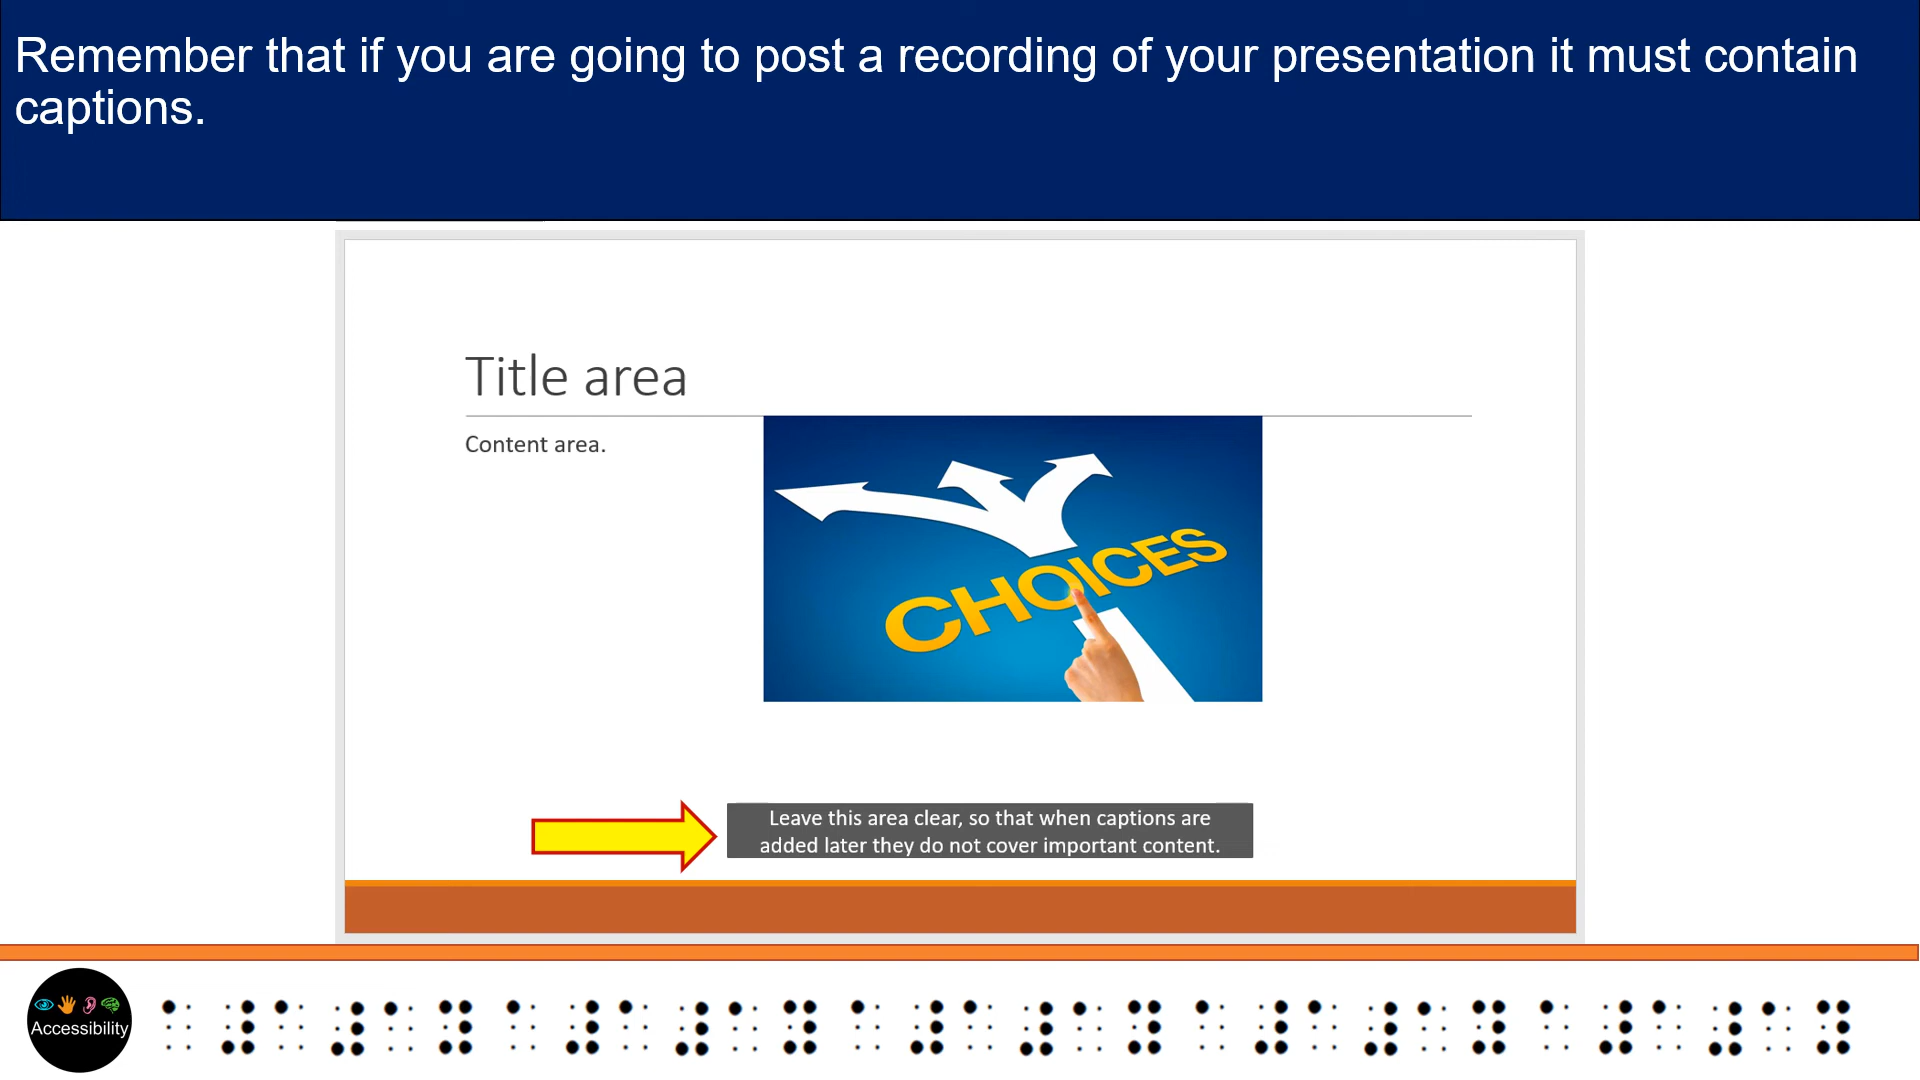 Remember that if you are going to post a recording of your presentation it must contain
captions.
Title area
Content area.
CHOICES
Leave this area clear, so that when captions are
added later they do not cover important content.
Accessibility